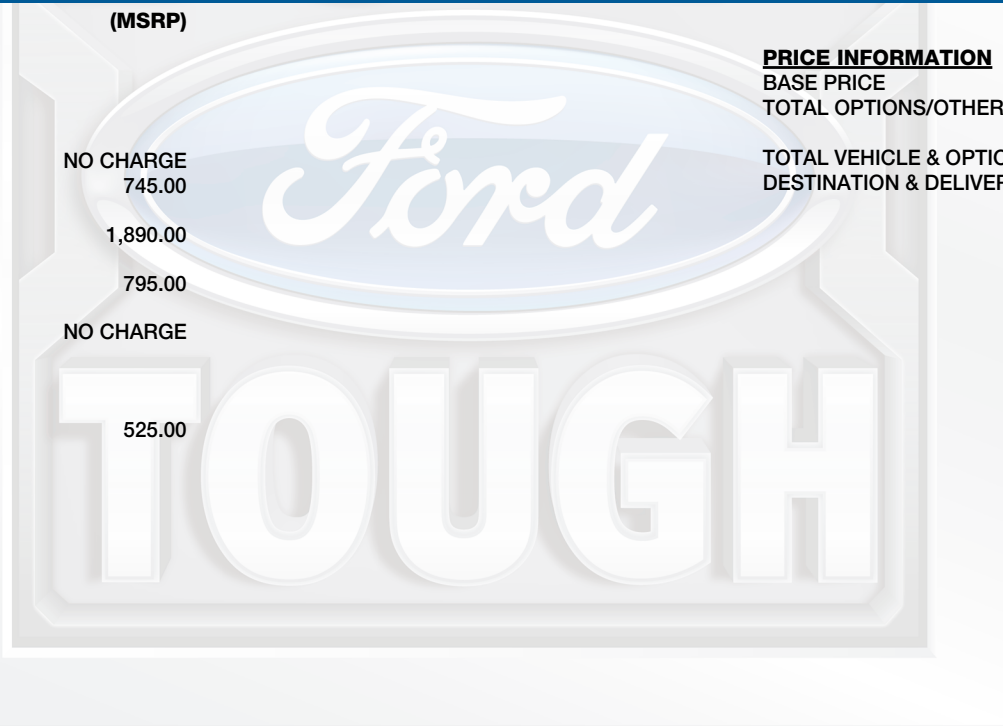 (MSRP)
NO CHARGE
745.00
1,890.00
795.00
NO CHARGE
525.00
PRICE INFORMATION
BASE PRICE
TOTAL OPTIONS/OTHER
TOTAL VEHICLE & OPTIO
DESTINATION & DELIVER
Ford
TOUGH